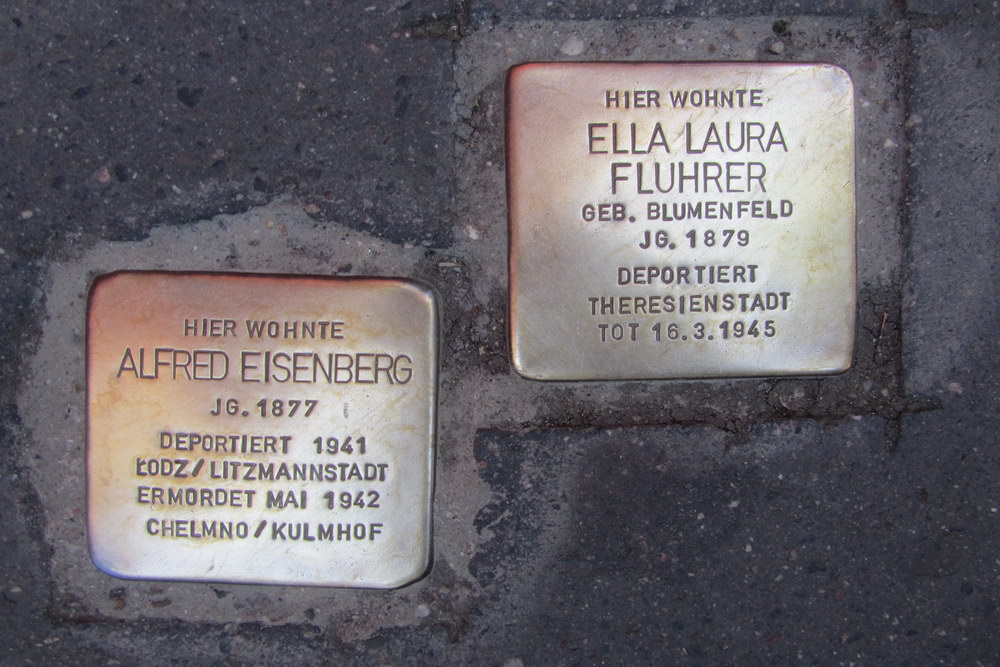 HIER WOHNTE
ELLA LAURA
FLUHRER
GEB. BLUMENFELD
JG. 1879
DEPORTIERT
THERESIENSTADT
TOT 16.3.1945
HIER WOHNTE
ALFRED EISENBERG
JG. 1877
DEPORTIERT 1941
ŁODZ/LITZMANNSTADT
ERMORDET MAI 1942
CHELMNO/KULMHOF